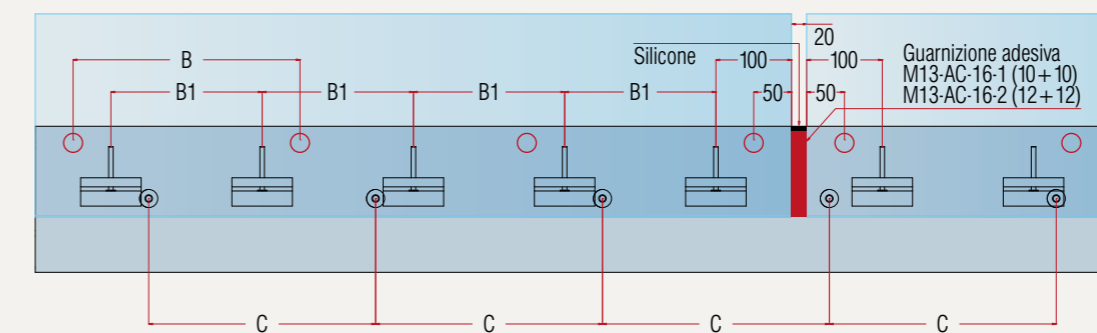 20
Silicone
100
100
Guarnizione adesiva
M13-AC-16-1 (10+10)
M13-AC-16-2 (12+12)
B
B1
B1
B1
B1
50
50
C
C
C
C